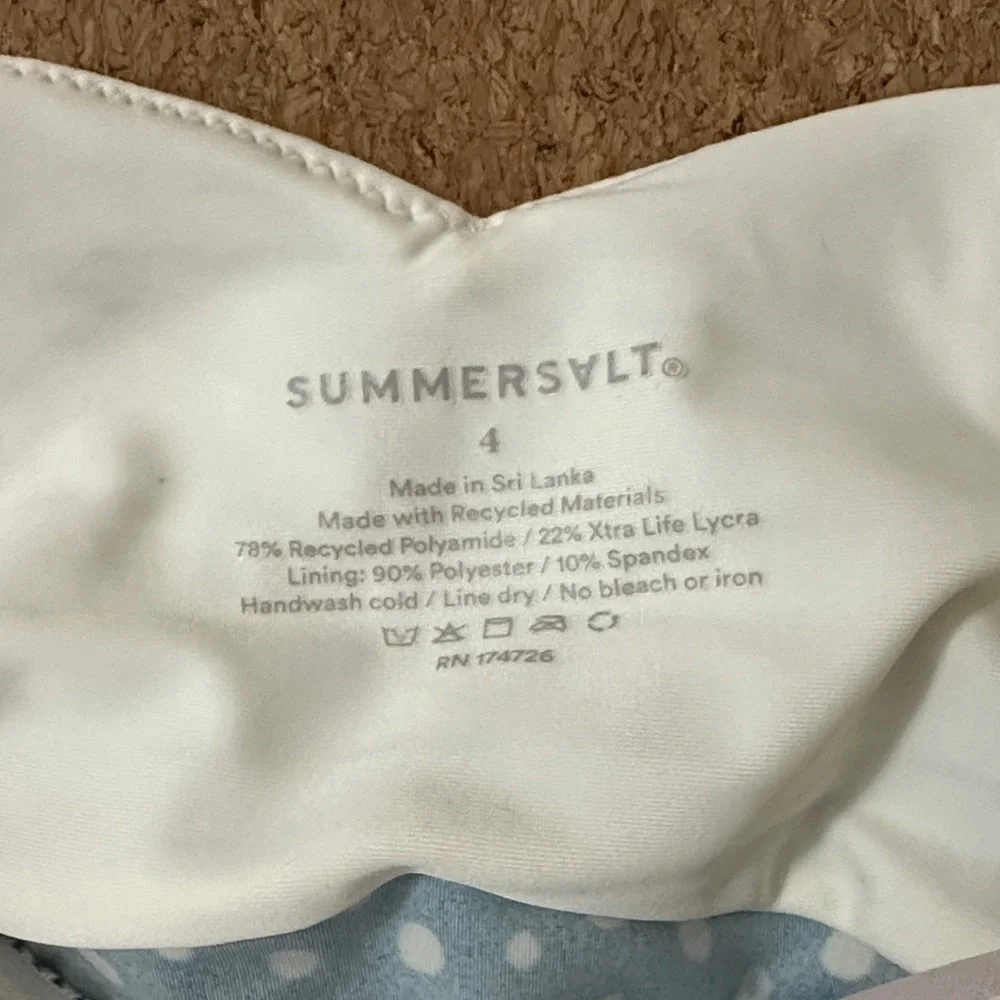 SUMMERSALT®
4
Made in Sri Lanka
Made with Recycled Materials
78% Recycled Polyamide / 22% Xtra Life Lycra
Lining: 90% Polyester / 10% Spandex
Handwash cold / Line dry / No bleach or iron
RN 174726